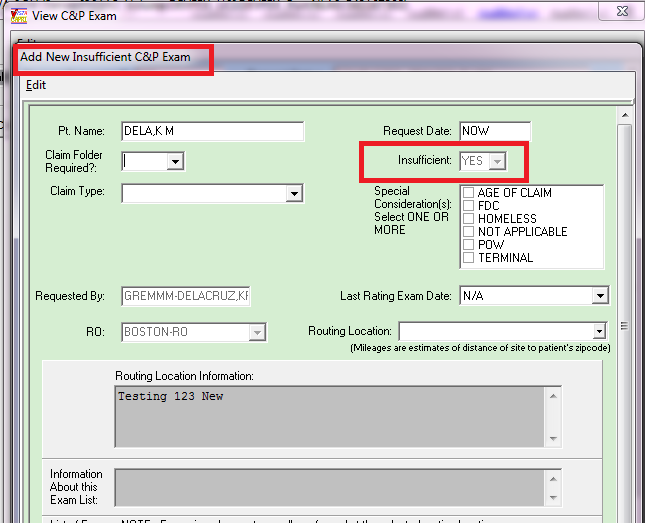 View C&P Exam
Add New Insufficient C&P Exam
Edit
Pt. Name: DELA,K M
Request Date: NOW
Claim Folder
Required?:
Insufficient: YES
Claim Type:
Special
Consideration(s):
Select ONE OR
MORE
AGE OF CLAIM
FDC
HOMELESS
NOT APPLICABLE
POW
TERMINAL
Requested By: GREMMM-DELACRUZ,KF
Last Rating Exam Date: N/A
RO: BOSTON-RO
Routing Location:
(Mileages are estimates of distance of site to patient's zipcode)
Routing Location Information:
Testing 123 New
Information
About this
Exam List: